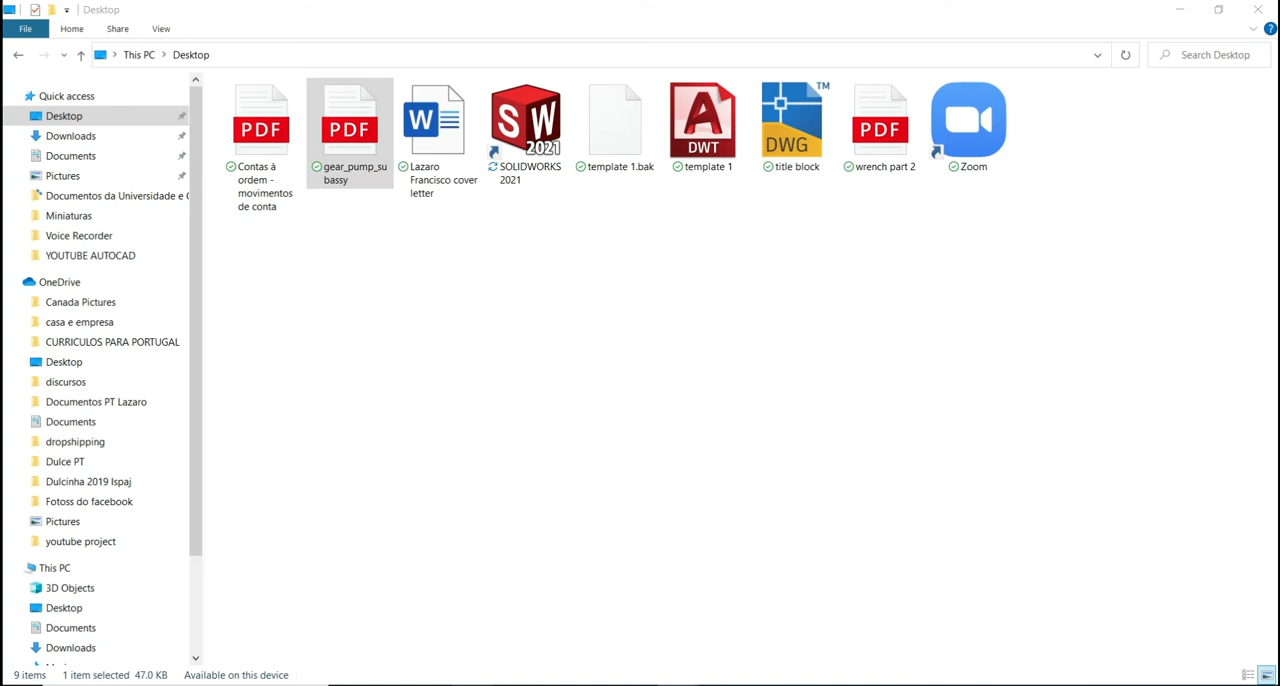 Desktop
File Home Share View
This PC Desktop Search Desktop
Quick access
Desktop
Downloads
Documents
Pictures
Documentos da Universidade e
Miniaturas
Voice Recorder
YOUTUBE AUTOCAD
OneDrive
Canada Pictures
casa e empresa
CURRICULOS PARA PORTUGAL
Desktop
discursos
Documentos PT Lazaro
Documents
dropshipping
Dulce PT
Dulcinha 2019 Ispaj
Fotoss do facebook
Pictures
youtube project
This PC
3D Objects
Desktop
Documents
Downloads
PDF
Contas à
ordem -
movimentos
de conta
PDF
gear_pump_su
bassy
W
Lazaro
Francisco cover
letter
SW
2021
SOLIDWORKS
2021
template 1.bak
A
DWT
template 1
TM
DWG
title block
PDF
wrench part 2
Zoom
9 items 1 item selected 47.0 KB Available on this device